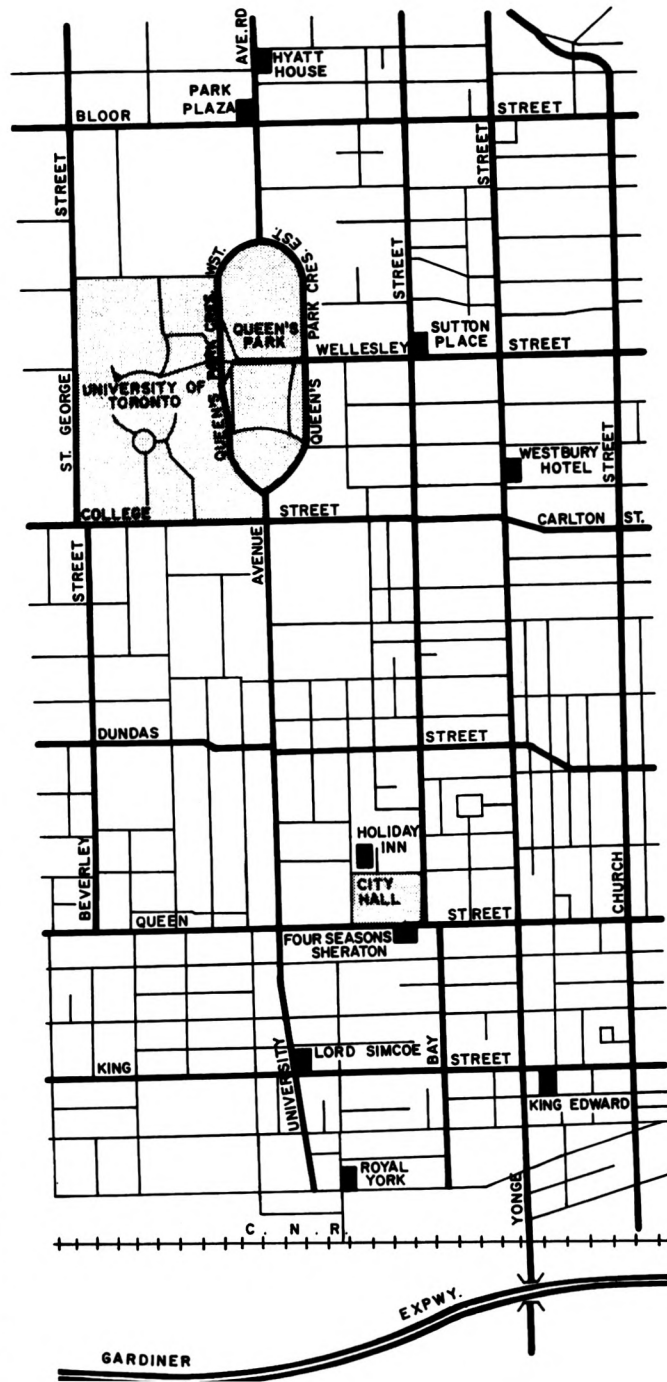 AVE. RD
HYATT
HOUSE
PARK
PLAZA
BLOOR
STREET
STREET
STREET
QUEEN'S PARK CRES. WST.
PARK CRES. EST.
QUEEN'S
STREET
QUEEN'S
PARK
SUTTON
PLACE
WELLESLEY
STREET
UNIVERSITY OF
TORONTO
ST. GEORGE
WESTBURY
HOTEL
STREET
COLLEGE
STREET
CARLTON ST.
STREET
AVENUE
DUNDAS
STREET
HOLIDAY
INN
CITY
HALL
BEVERLEY
CHURCH
QUEEN
STREET
FOUR SEASONS
SHERATON
UNIVERSITY
LORD SIMCOE
BAY
KING
STREET
KING EDWARD
ROYAL
YORK
YONGE
C. N. R.
EXPWY.
GARDINER